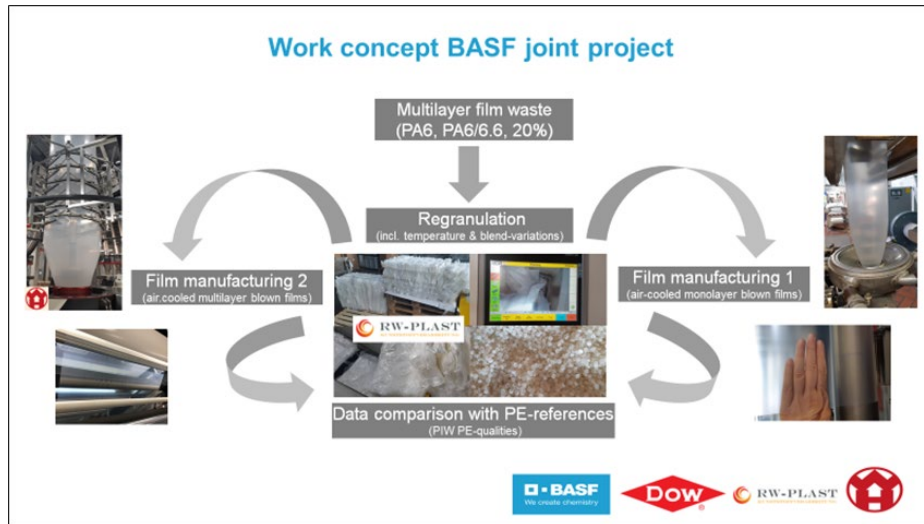 Work concept BASF joint project
Multilayer film waste
(PA6, PA6/6.6, 20%)
Regranulation
(incl. temperature & blend-variations)
Film manufacturing 2
(air.cooled multilayer blown films)
Film manufacturing 1
(air-cooled monolayer blown films)
RW-PLAST
Data comparison with PE-references
(PIW PE-qualities)
BASF
We create chemistry
DOW
RW-PLAST